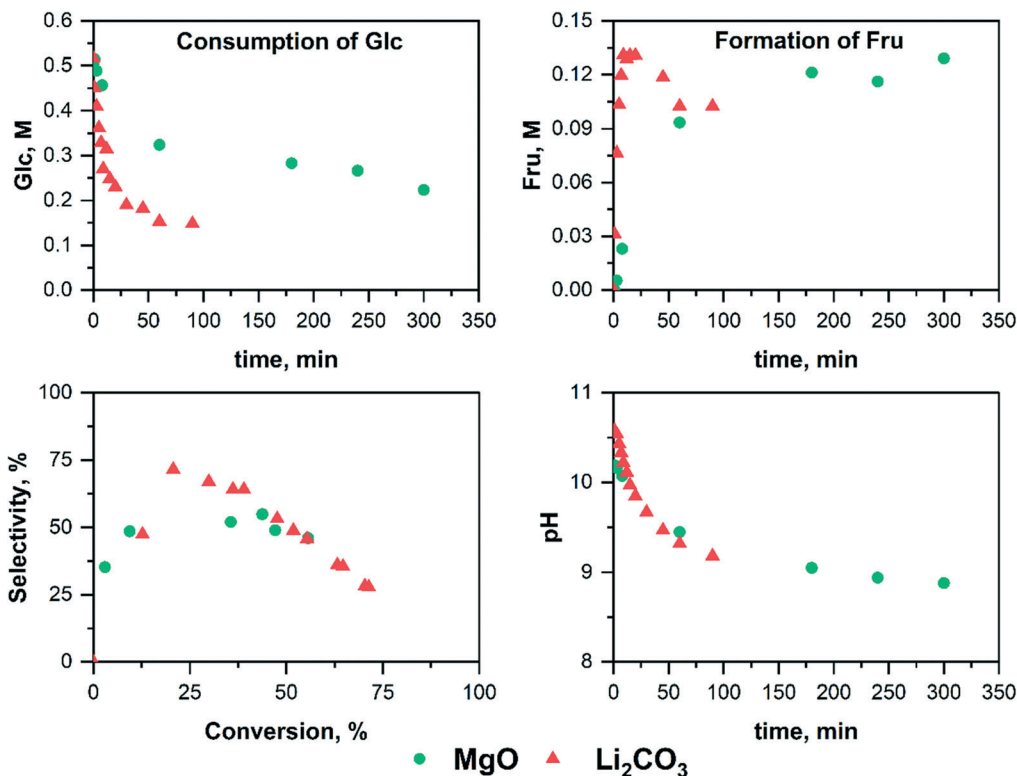 Consumption of Glc
Glc, M
0.6
0.5
0.4
0.3
0.2
0.1
0.0
0 50 100 150 200 250 300 350
time, min
Formation of Fru
Fru, M
0.15
0.12
0.09
0.06
0.03
0.00
0 50 100 150 200 250 300 350
time, min
Selectivity, %
100
75
50
25
0
0 25 50 75 100
Conversion, %
pH
11
10
9
8
0 50 100 150 200 250 300 350
time, min
MgO Li₂CO₃